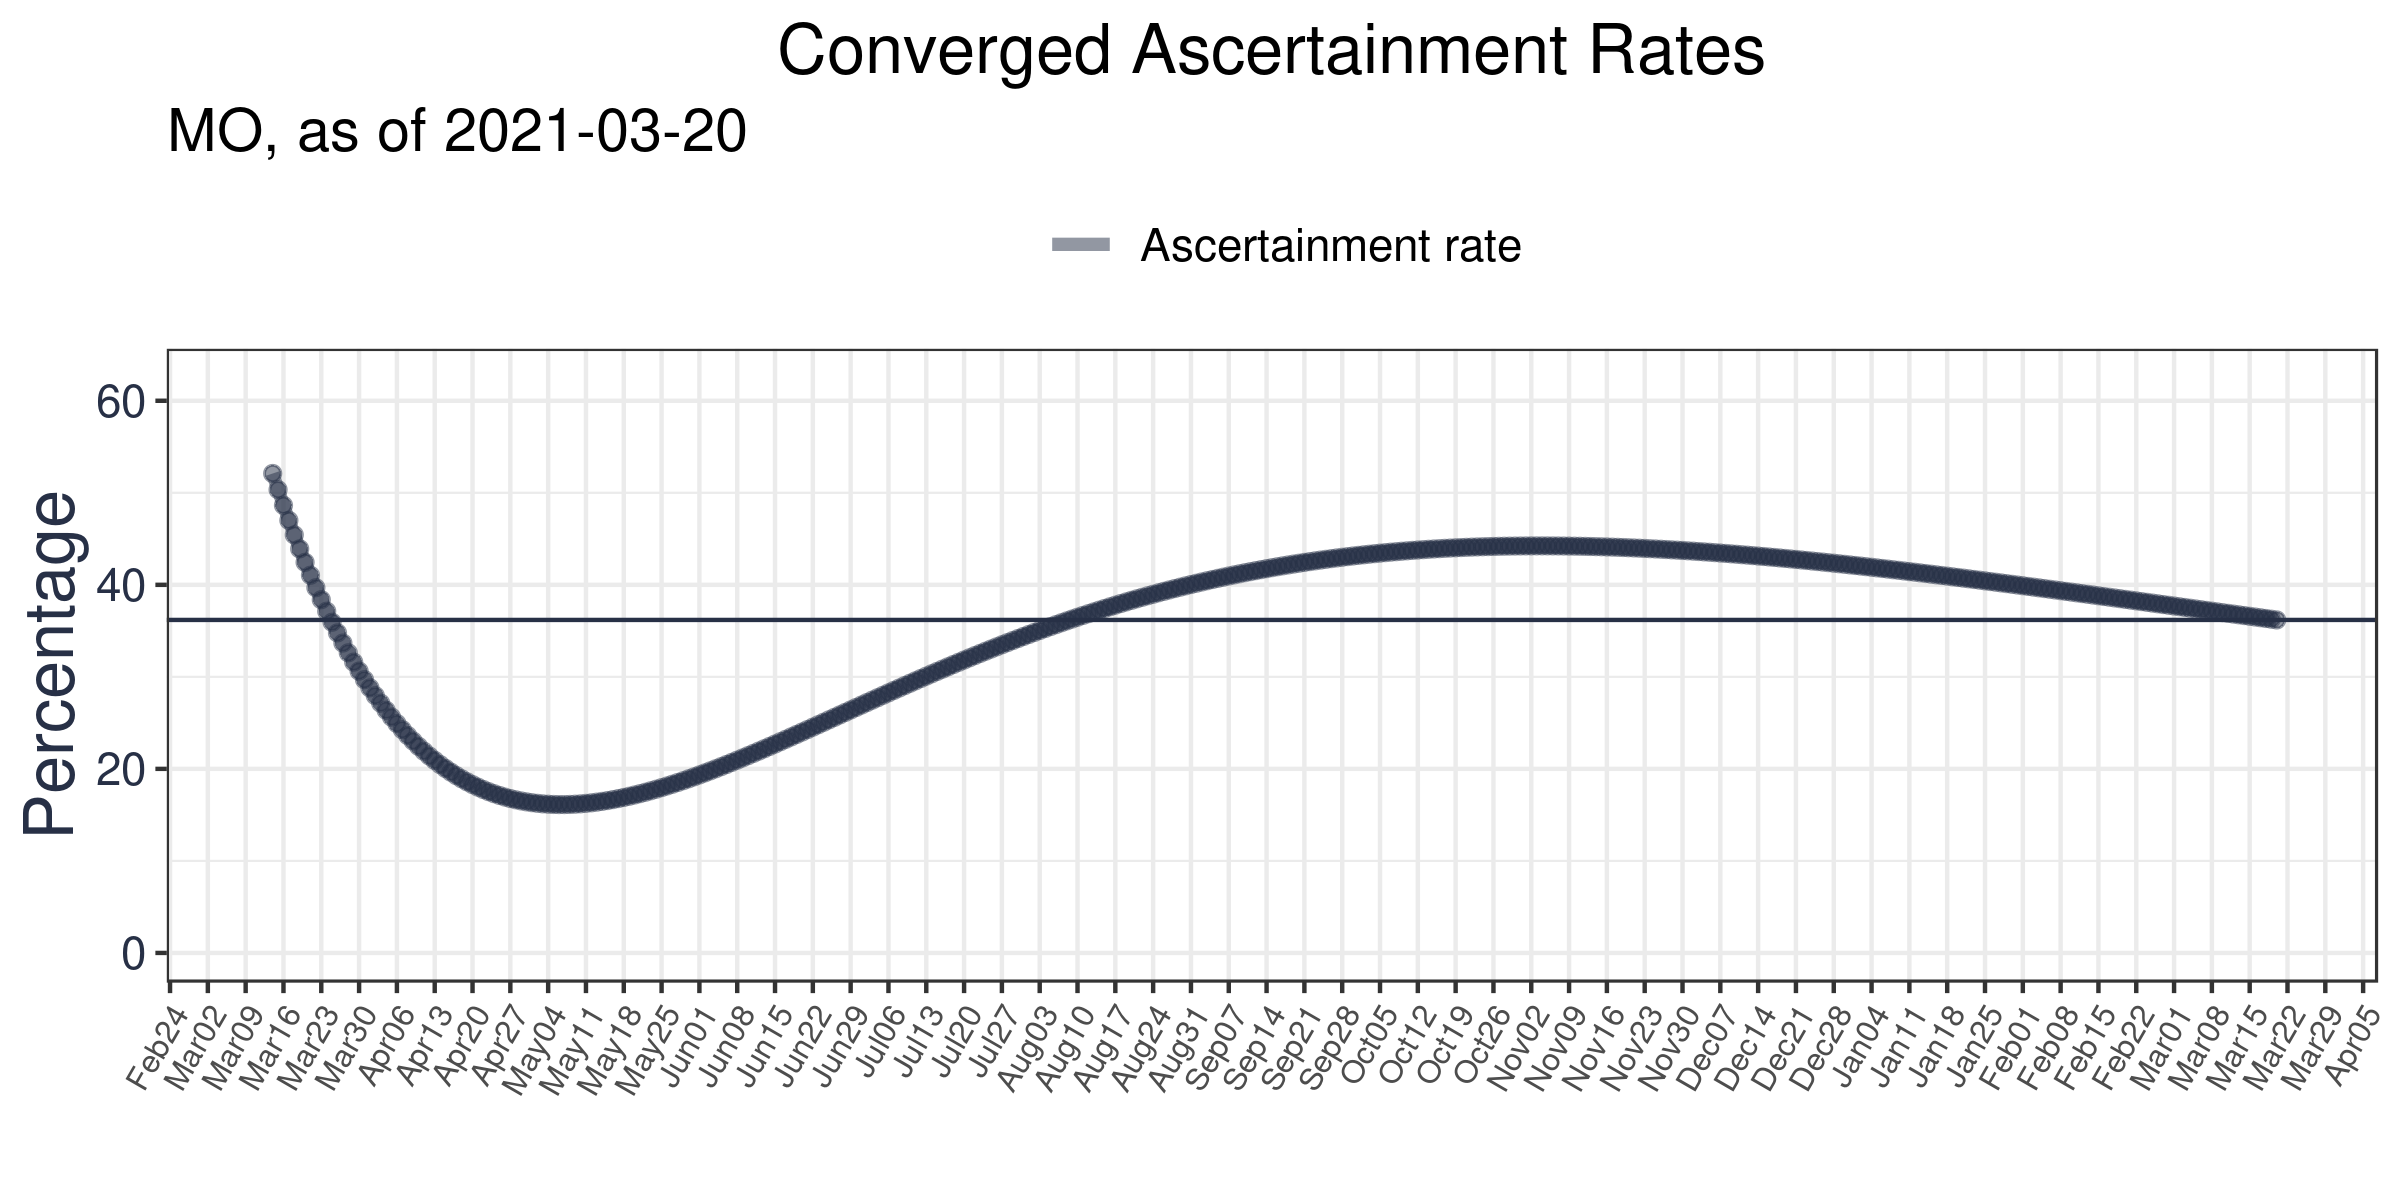 Converged Ascertainment Rates
MO, as of 2021-03-20
Ascertainment rate
Percentage
60
40
20
0
Feb24 Mar02 Mar09 Mar16 Mar23 Mar30 Apr06 Apr13 Apr20 Apr27 May04 May11 May18 May25 Jun01 Jun08 Jun15 Jun22 Jun29 Jul06 Jul13 Jul20 Jul27 Aug03 Aug10 Aug17 Aug24 Aug31 Sep07 Sep14 Sep21 Sep28 Oct05 Oct12 Oct19 Oct26 Nov02 Nov09 Nov16 Nov23 Nov30 Dec07 Dec14 Dec21 Dec28 Jan04 Jan11 Jan18 Jan25 Feb01 Feb08 Feb15 Feb22 Mar01 Mar08 Mar15 Mar22 Mar29 Apr05